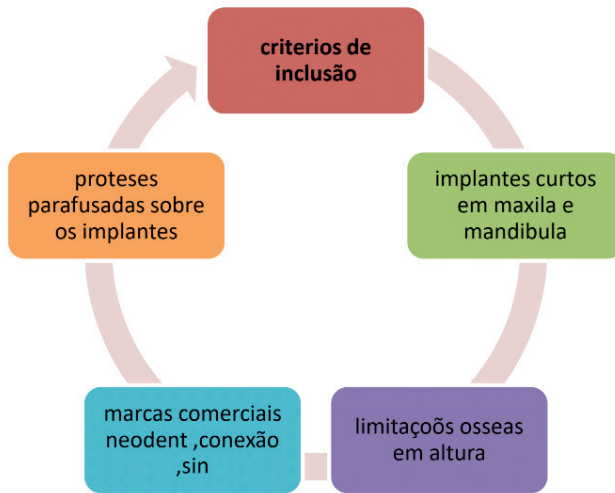 criterios de
inclusão
implantes curtos
em maxila e
mandibula
limitaçoõs osseas
em altura
marcas comerciais
neodent ,conexão
,sin
proteses
parafusadas sobre
os implantes